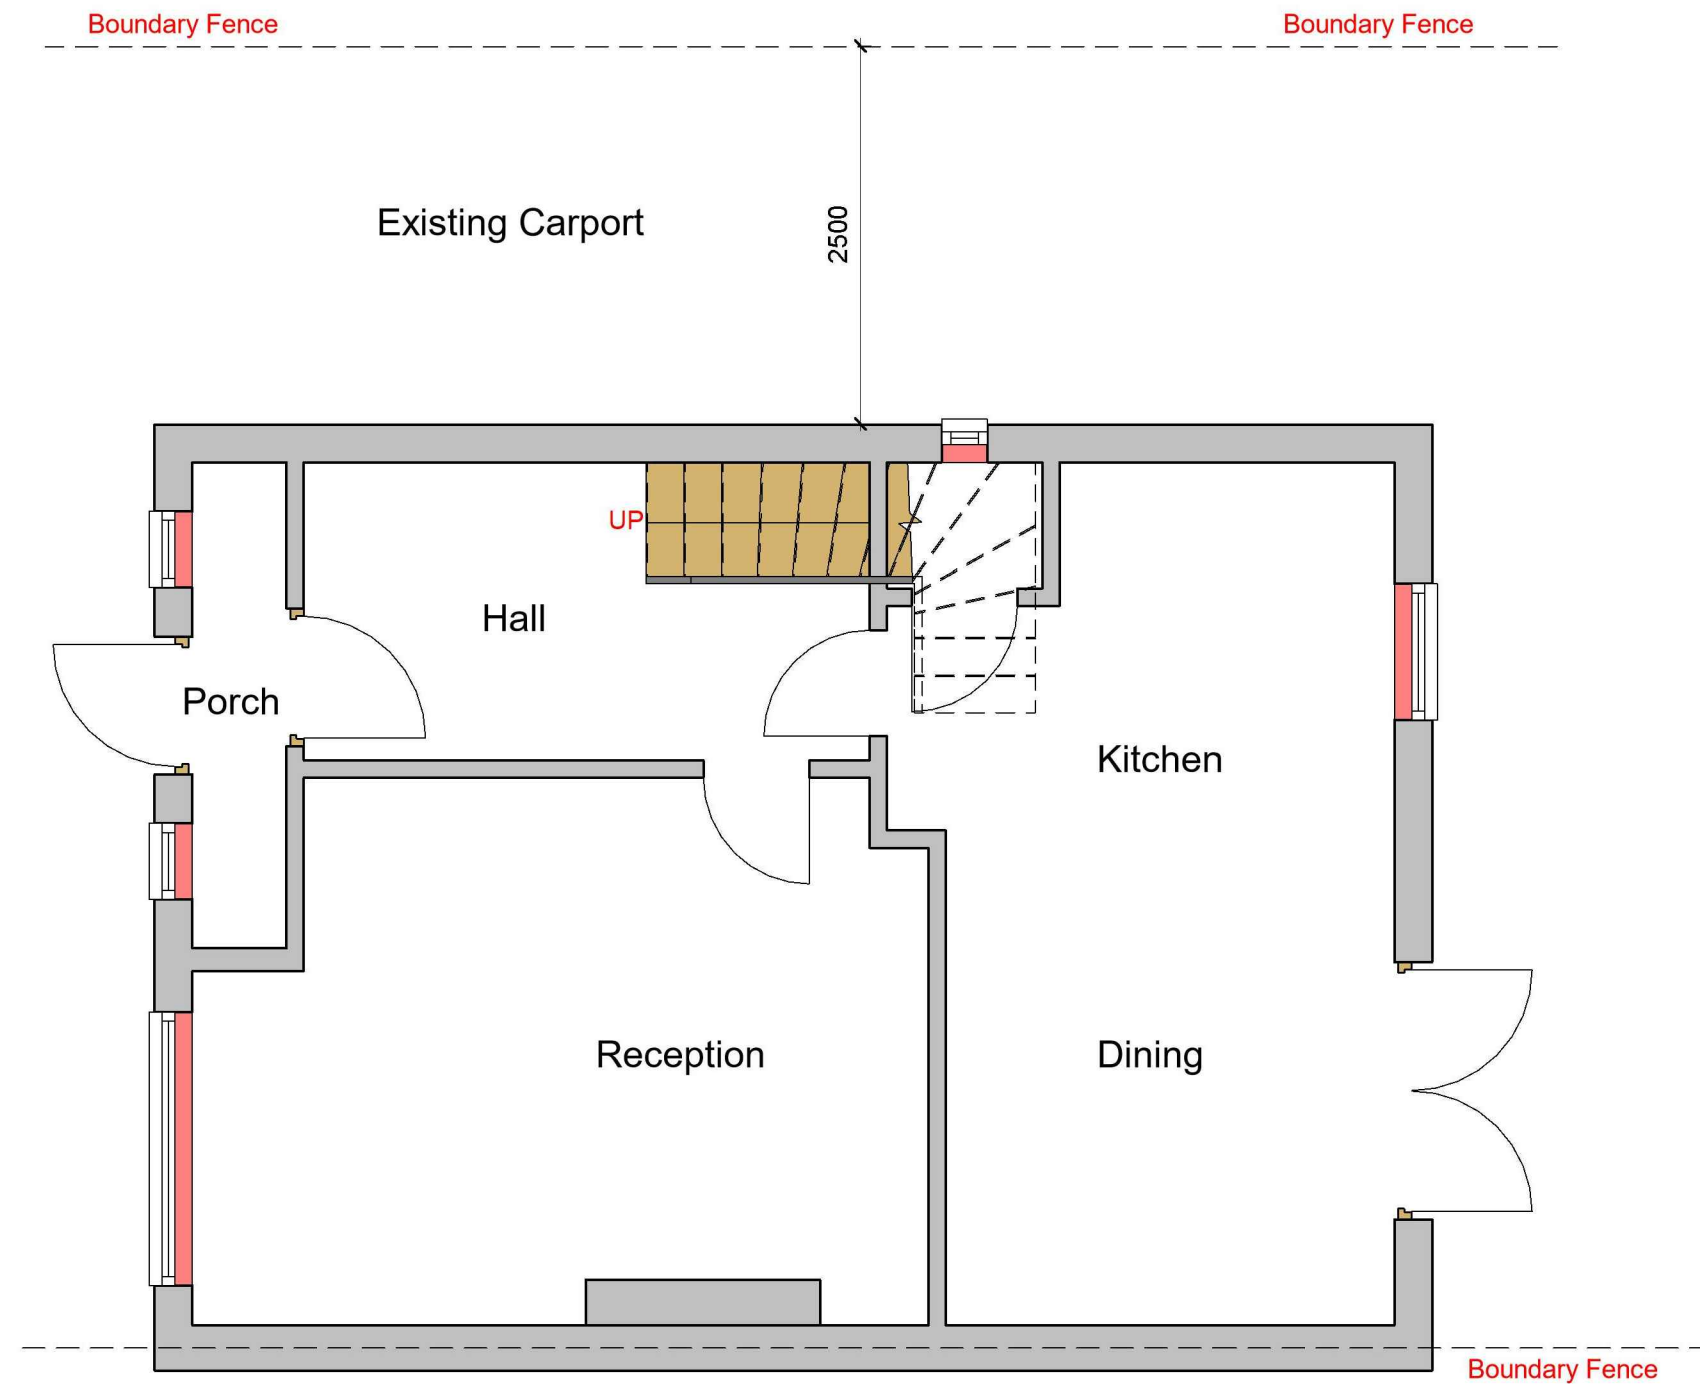 Boundary Fence
Boundary Fence
Existing Carport
2500
UP
Hall
Porch
Kitchen
Reception
Dining
Boundary Fence